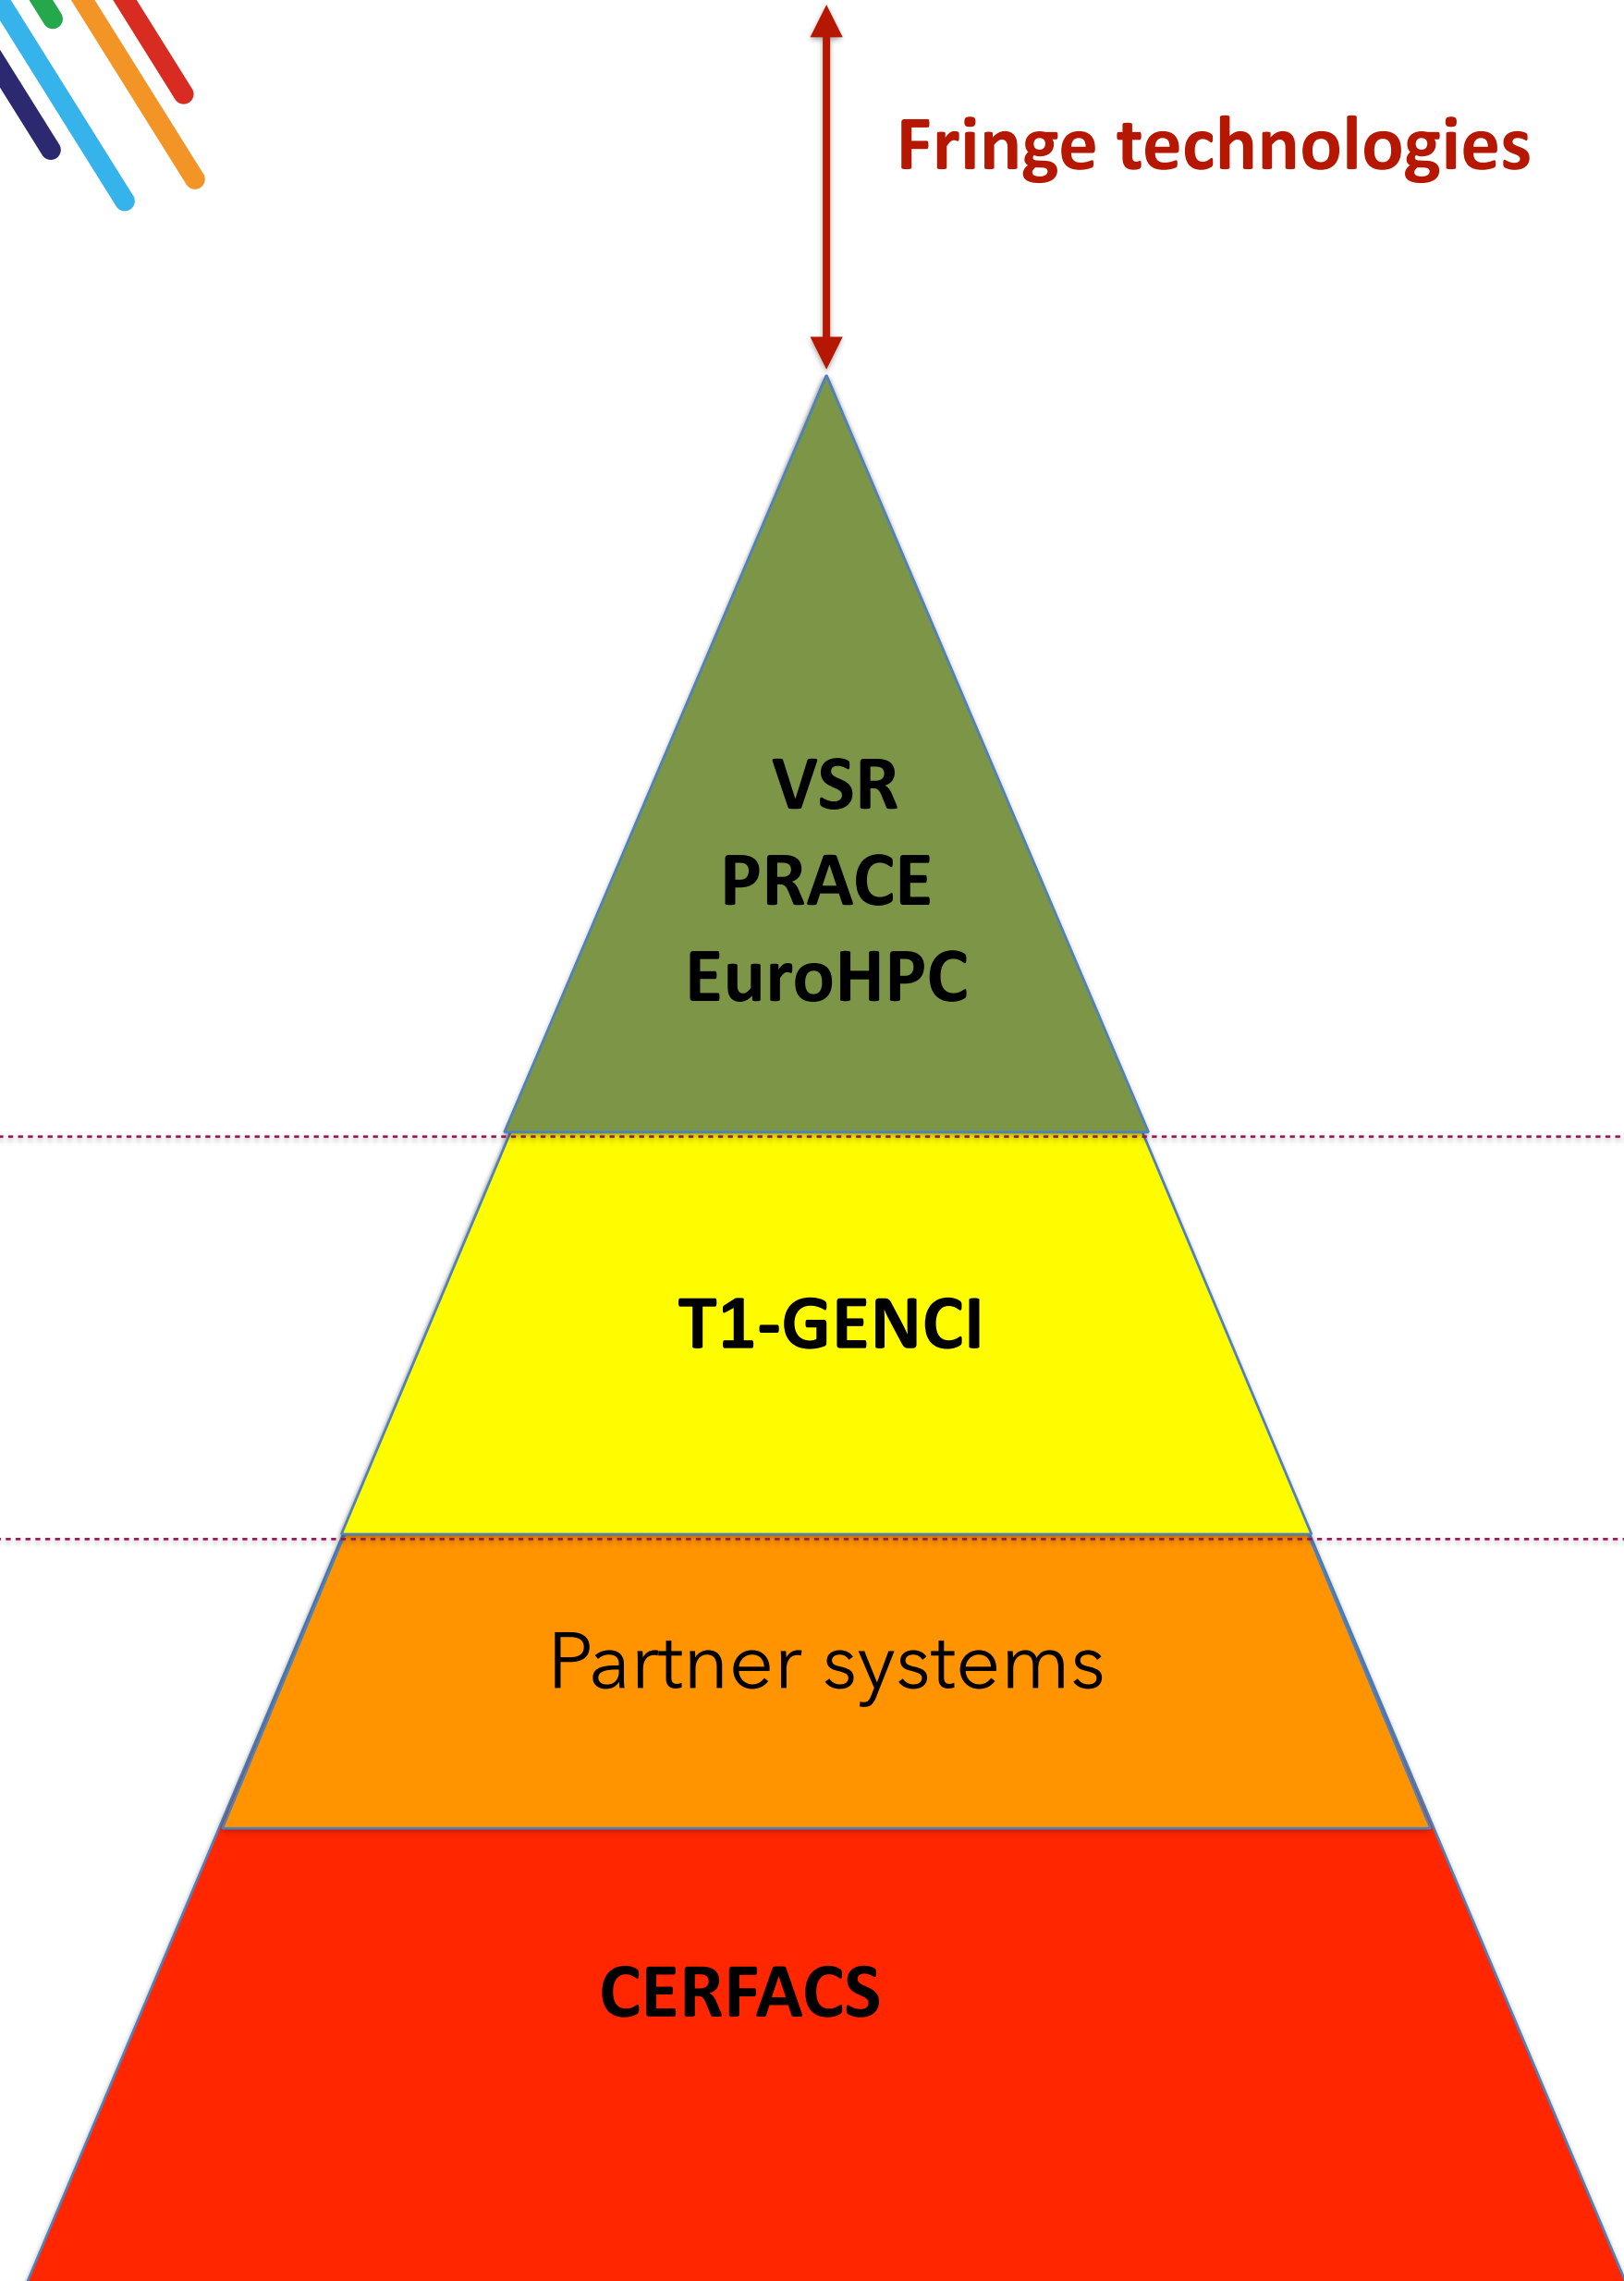 Fringe technologies
VSR
PRACE
EuroHPC
T1-GENCI
Partner systems
CERFACS